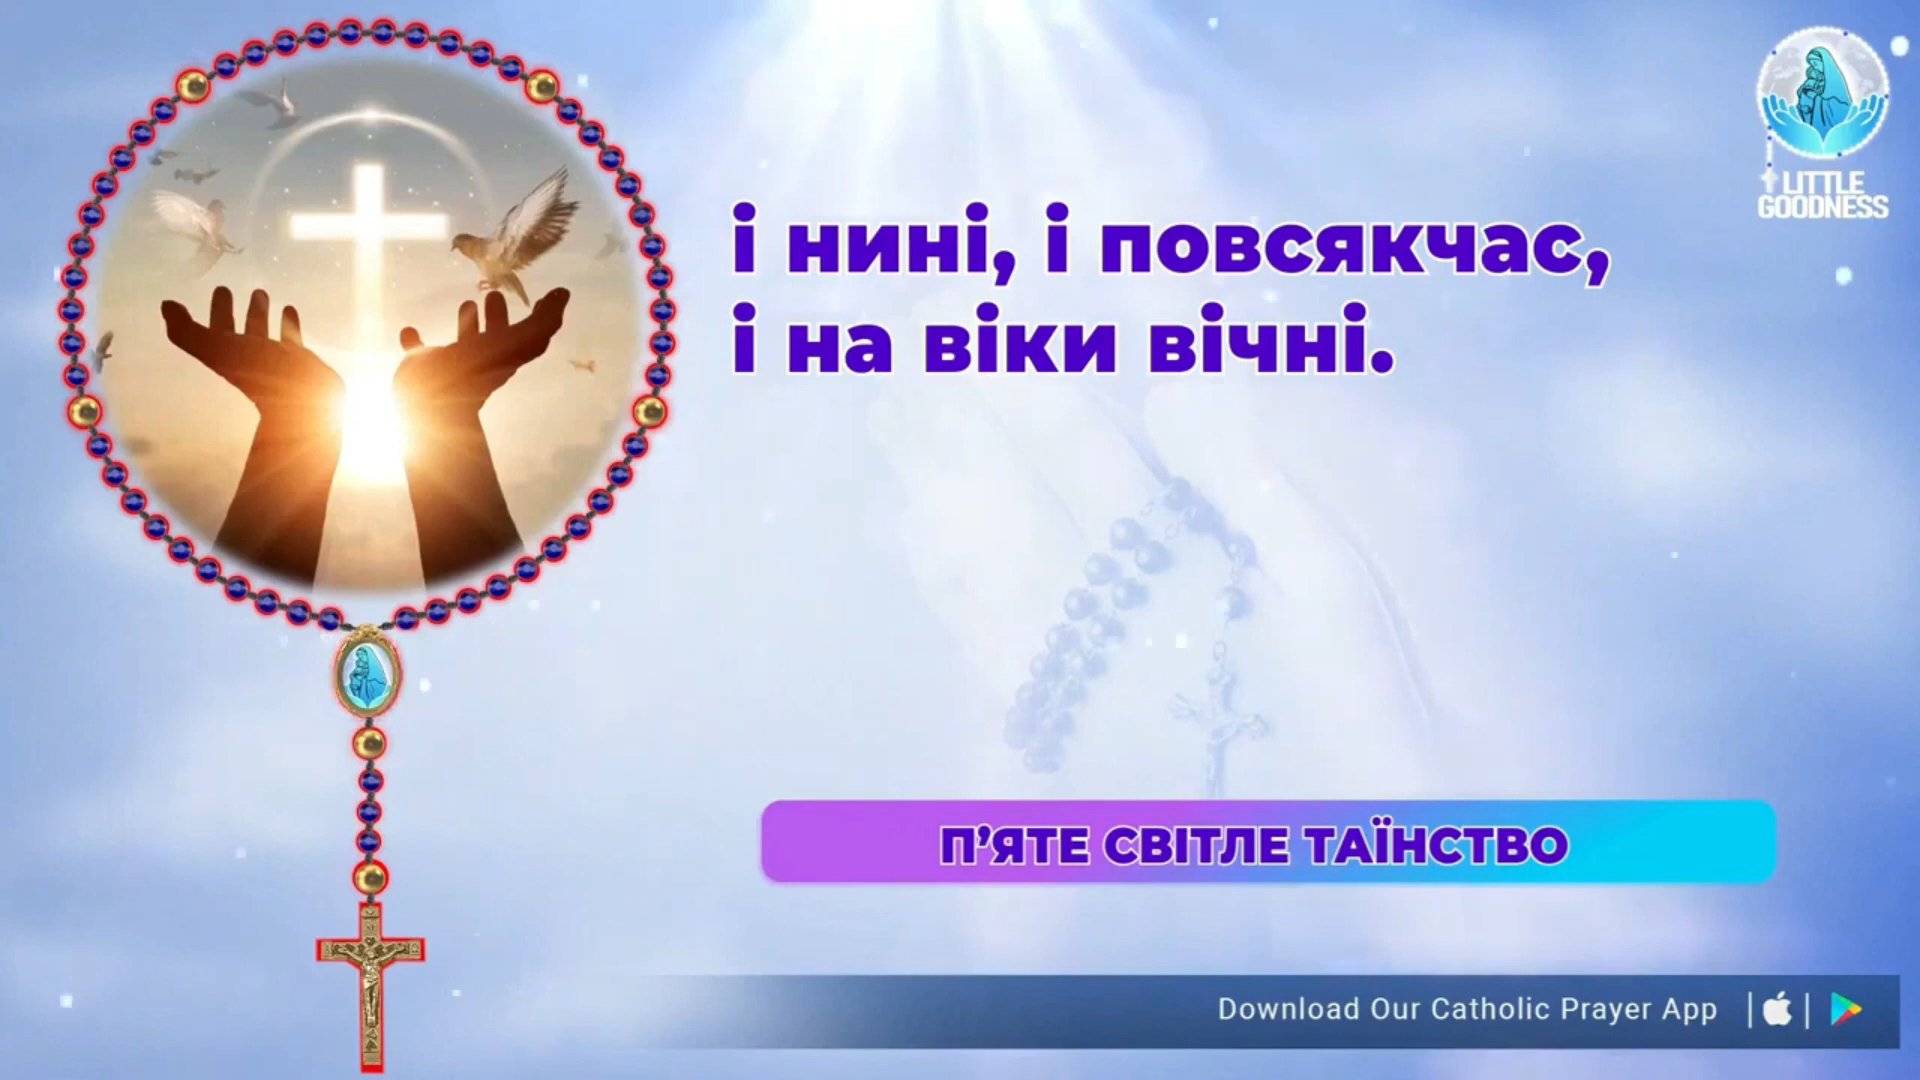 і нині, і повсякчас,
і на віки вічні.
LITTLE
GOODNESS
П’ЯТЕ СВІТЛЕ ТАЇНСТВО
Download Our Catholic Prayer App